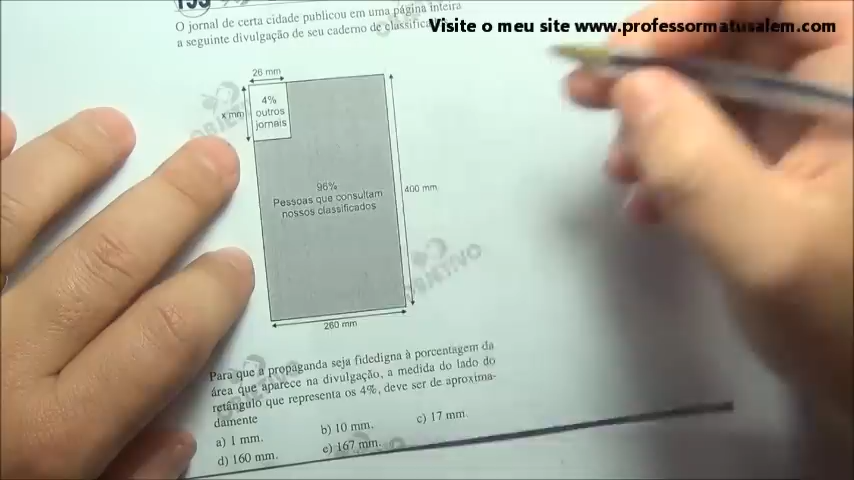 Visite o meu site www.professormatusalem.com
O jornal de certa cidade publicou em uma página inteira
a seguinte divulgação de seu caderno de
26 mm
x mm
4%
outros
jornais
400 mm
96%
Pessoas que consultam
nossos classificados
260 mm
Para que a propaganda seja fidedigna à porcentagem da
área que aparece na divulgação, a medida do lado do
retângulo que representa os 4%, deve ser de aproxima-
damente
a) 1 mm.
b) 10 mm.
c) 17 mm.
d) 160 mm.
e) 167 mm.
OBJETIVO